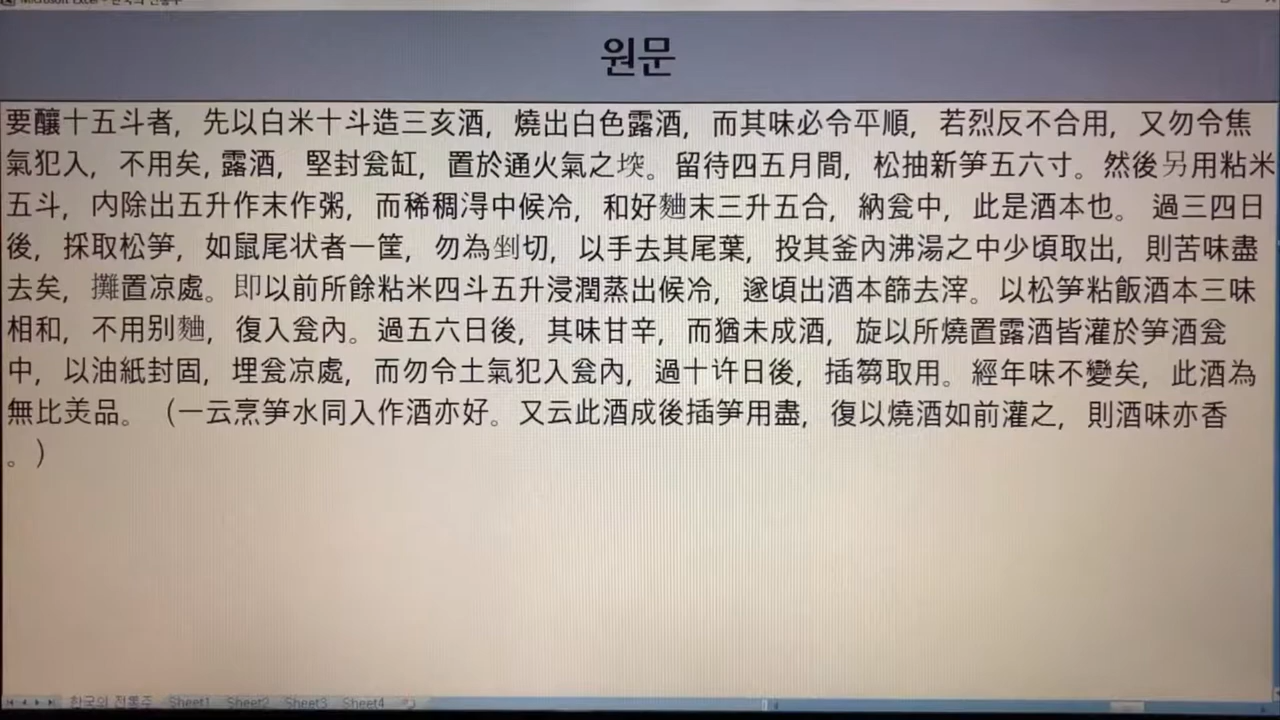 원문
要釀十五斗者, 先以白米十斗造三亥酒, 燒出白色露酒, 而其味必令平順, 若烈反不合用, 又勿令焦
氣犯入, 不用矣, 露酒, 堅封瓮缸, 置於通火氣之堗。留待四五月間, 松抽新笋五六寸。然後另用粘米
五斗, 内除出五升作末作粥, 而稀稠淂中候冷, 和好麯末三升五合, 納瓮中, 此是酒本也。 過三四日
後, 採取松笋, 如鼠尾状者一筐, 勿為剉切, 以手去其尾葉, 投其釜內沸湯之中少頃取出, 則苦味盡
去矣, 攤置凉處。即以前所餘粘米四斗五升浸潤蒸出候冷, 遂頃出酒本篩去滓。以松笋粘飯酒本三味
相和, 不用别麯, 復入瓮內。過五六日後, 其味甘辛, 而猶未成酒, 旋以所燒置露酒皆灌於笋酒瓮
中, 以油紙封固, 埋瓮凉處, 而勿令土氣犯入瓮內, 過十许日後, 插篘取用。經年味不變矣, 此酒為
無比美品。 (一云烹笋水同入作酒亦好。又云此酒成後插笋用盡, 復以燒酒如前灌之, 則酒味亦香
。)
한국의 전통주 Sheet1 Sheet2 Sheet3 Sheet4